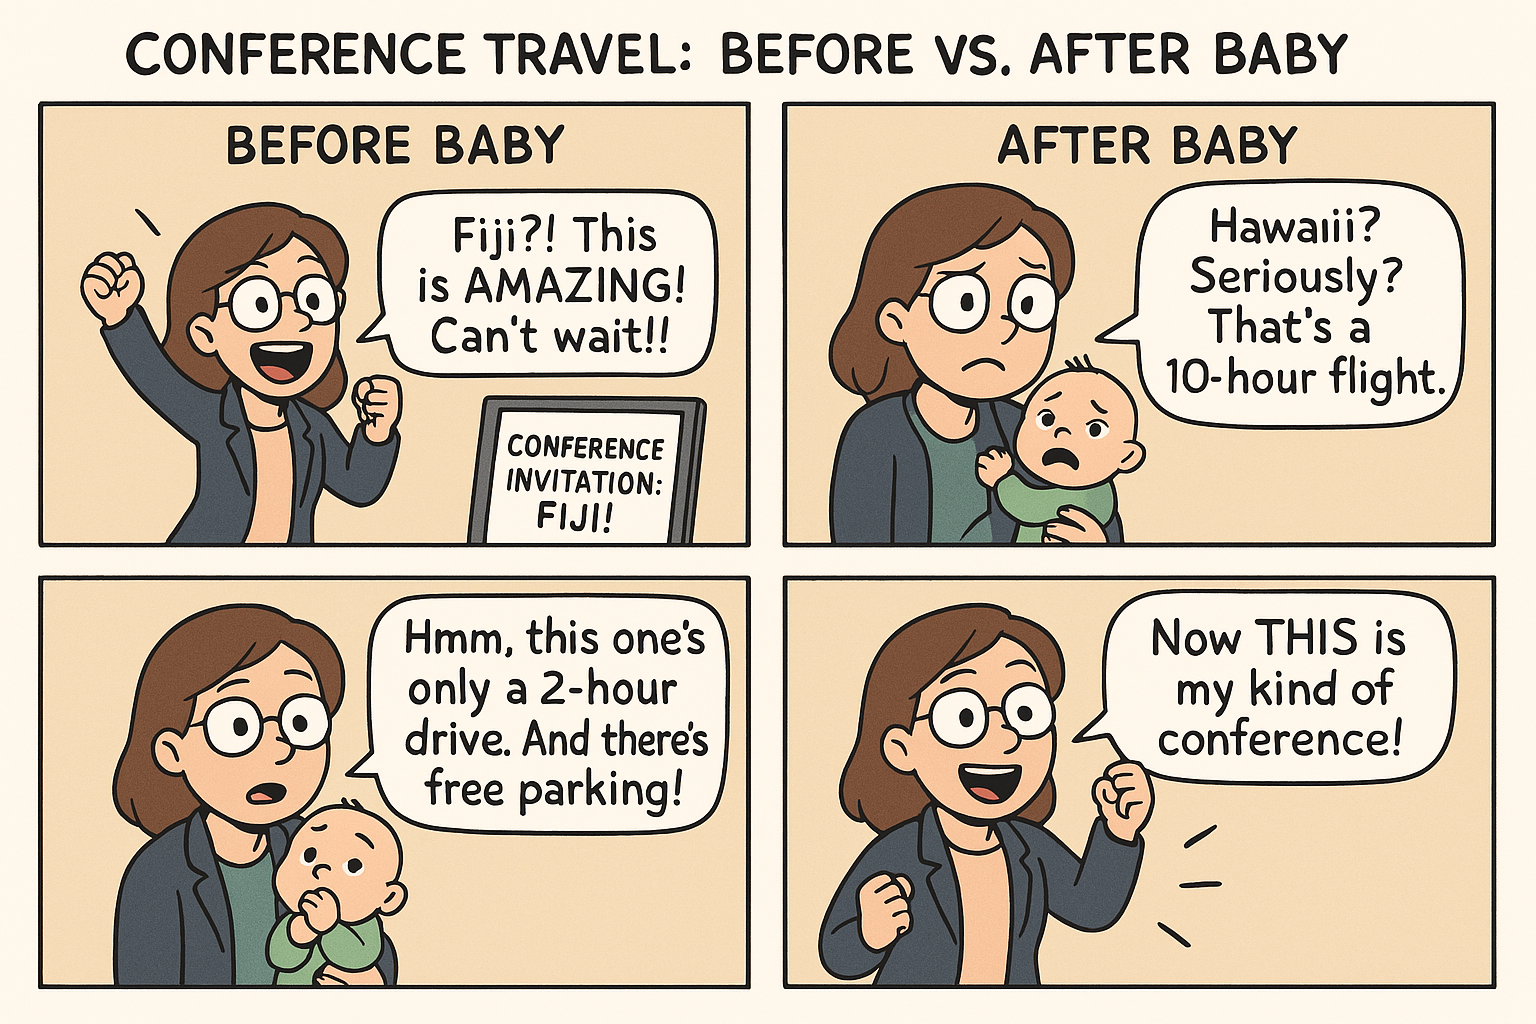 CONFERENCE TRAVEL: BEFORE VS. AFTER BABY
BEFORE BABY
Fiji?! This
is AMAZING!
Can't wait!!
CONFERENCE
INVITATION:
FIJI!
AFTER BABY
Hawaiii?
Seriously?
That's a
10-hour flight.
Hmm, this one's
only a 2-hour
drive. And there's
free parking!
Now THIS is
my kind of
conference!